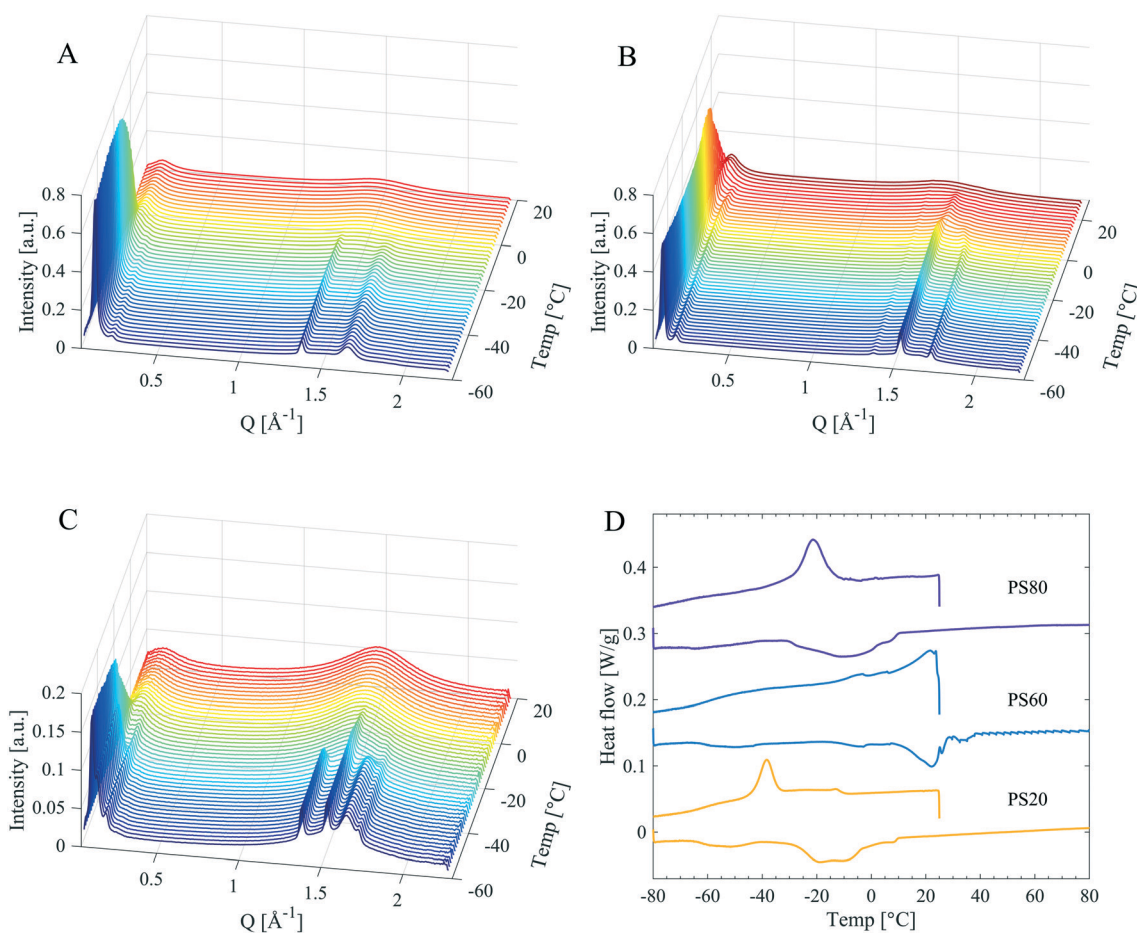 A
Intensity [a.u.]
0.8
0.6
0.4
0.2
0
0.5
1
1.5
2
Q [Å⁻¹]
20
0
-20
-40
-60
Temp [°C]
B
Intensity [a.u.]
0.8
0.6
0.4
0.2
0
0.5
1
1.5
2
Q [Å⁻¹]
20
0
-20
-40
-60
Temp [°C]
C
Intensity [a.u.]
0.2
0.15
0.1
0.05
0
0.5
1
1.5
2
Q [Å⁻¹]
20
0
-20
-40
-60
Temp [°C]
D
Heat flow [W/g]
0.4
0.3
0.2
0.1
0
PS80
PS60
PS20
-80 -60 -40 -20 0 20 40 60 80
Temp [°C]